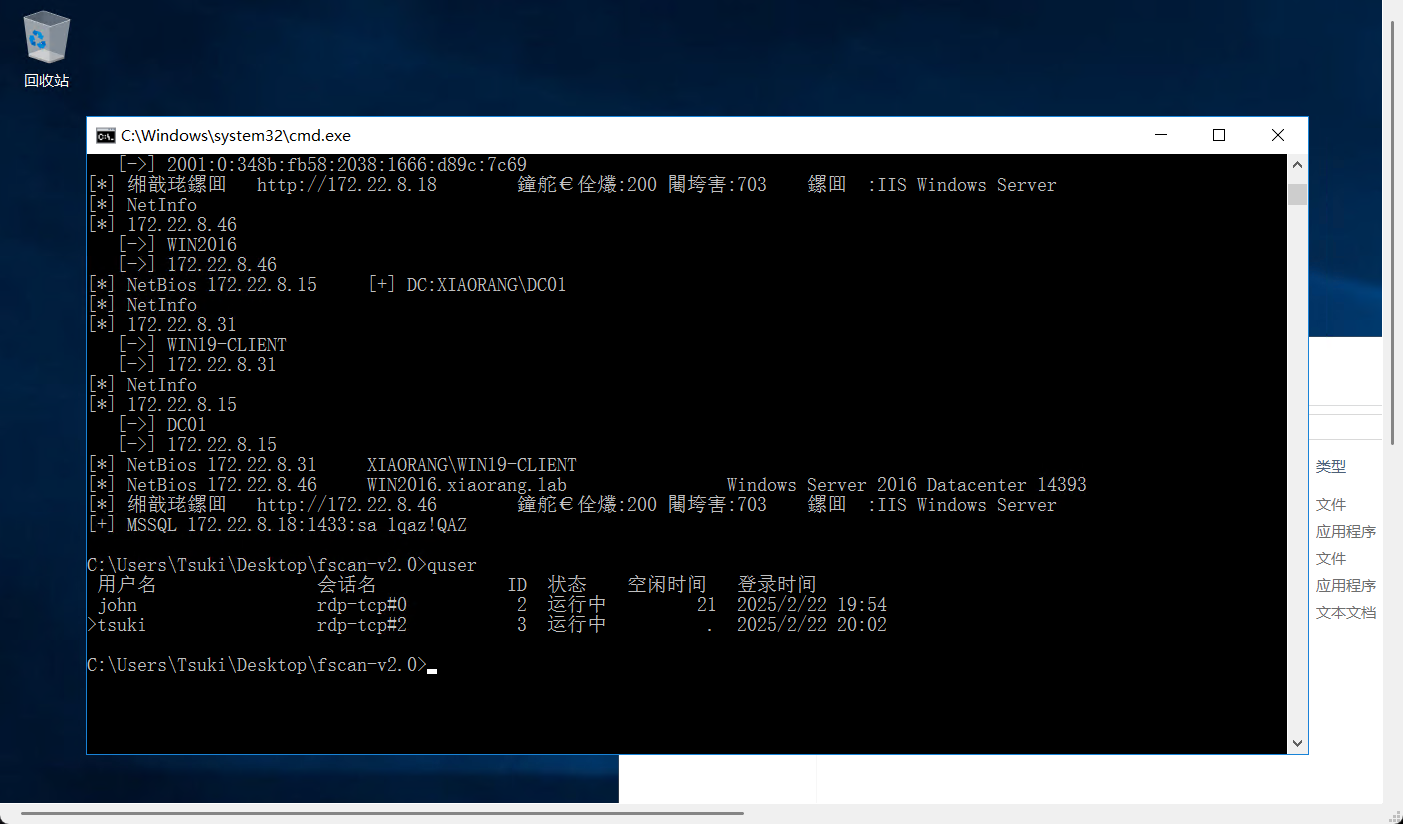 回收站
C:\Windows\system32\cmd.exe
[->] 2001:0:348b:fb58:2038:1666:d89c:7c69
[*] 缃戠珯鏍囬 http://172.22.8.18 鐘舵€佺爜:200 闀垮害:703 鏍囬 :IIS Windows Server
[*] NetInfo
[*] 172.22.8.46
[->] WIN2016
[->] 172.22.8.46
[*] NetBios 172.22.8.15 [+] DC:XIAORANG\DC01
[*] NetInfo
[*] 172.22.8.31
[->] WIN19-CLIENT
[->] 172.22.8.31
[*] NetInfo
[*] 172.22.8.15
[->] DC01
[->] 172.22.8.15
[*] NetBios 172.22.8.31 XIAORANG\WIN19-CLIENT
[*] NetBios 172.22.8.46 WIN2016.xiaorang.lab Windows Server 2016 Datacenter 14393
[*] 缃戠珯鏍囬 http://172.22.8.46 鐘舵€佺爜:200 闀垮害:703 鏍囬 :IIS Windows Server
[+] MSSQL 172.22.8.18:1433:sa 1qaz!QAZ
C:\Users\Tsuki\Desktop\fscan-v2.0>quser
用户名 会话名 ID 状态 空闲时间 登录时间
john rdp-tcp#0 2 运行中 21 2025/2/22 19:54
>tsuki rdp-tcp#2 3 运行中 . 2025/2/22 20:02
C:\Users\Tsuki\Desktop\fscan-v2.0>
类型
文件
应用程序
文件
应用程序
文本文档